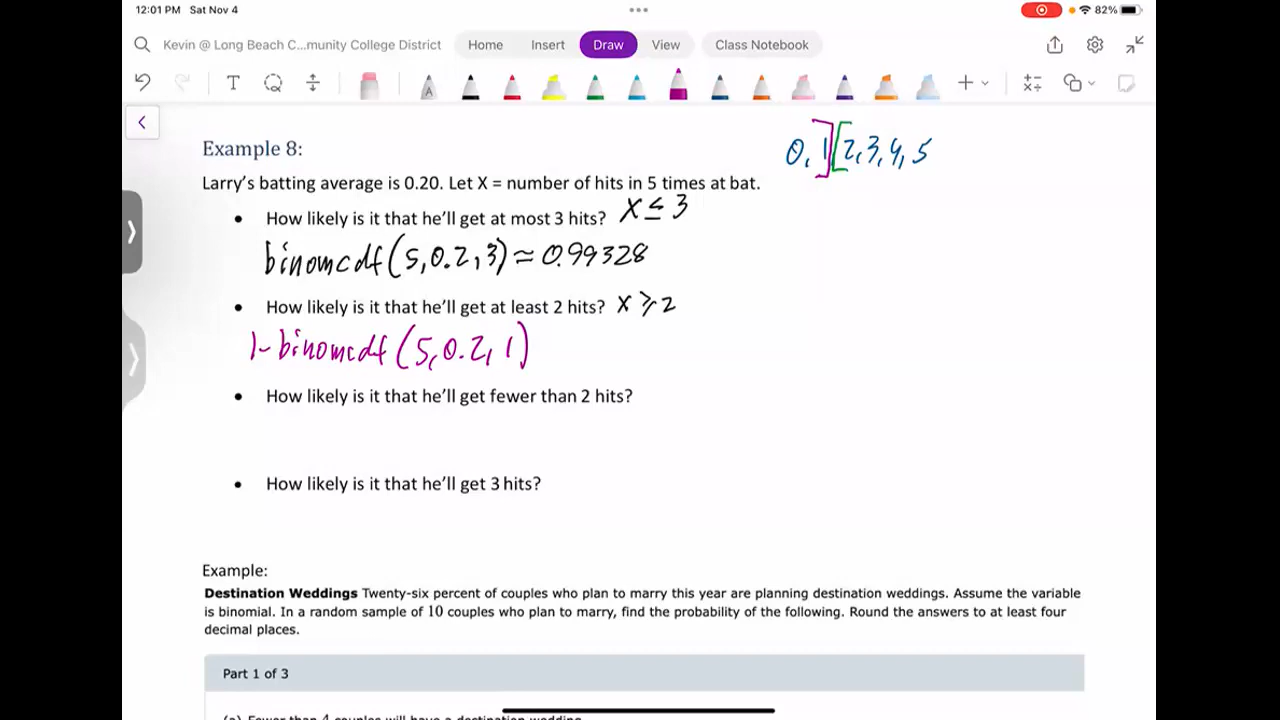 12:01 PM Sat Nov 4
82%
Kevin @ Long Beach C...munity College District
Home Insert Draw View Class Notebook
Example 8:
0, 1][2, 3, 4, 5
Larry's batting average is 0.20. Let X = number of hits in 5 times at bat.
• How likely is it that he'll get at most 3 hits? X ≤ 3
binomcdf(5, 0.2, 3) ≈ 0.99328
• How likely is it that he'll get at least 2 hits? X ≥ 2
1-binomcdf(5, 0.2, 1)
• How likely is it that he'll get fewer than 2 hits?
• How likely is it that he'll get 3 hits?
Example:
Destination Weddings Twenty-six percent of couples who plan to marry this year are planning destination weddings. Assume the variable
is binomial. In a random sample of 10 couples who plan to marry, find the probability of the following. Round the answers to at least four
decimal places.
Part 1 of 3
(a) Fewer than 4 couples will have a destination wedding